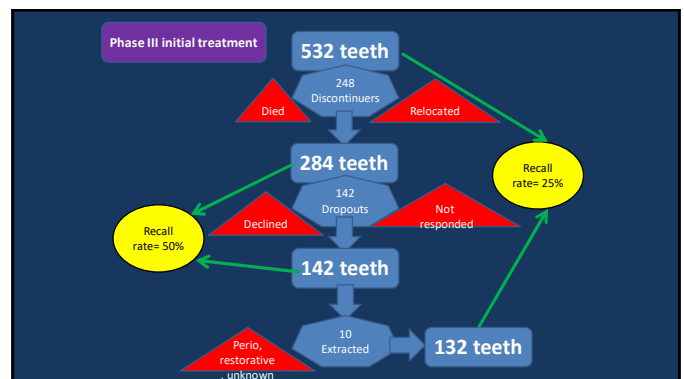 Phase III initial treatment
532 teeth
248
Discontinuers
Died
Relocated
284 teeth
Recall
rate= 25%
142
Dropouts
Declined
Not
responded
Recall
rate= 50%
142 teeth
10
Extracted
132 teeth
Perio,
restorative
, unknown